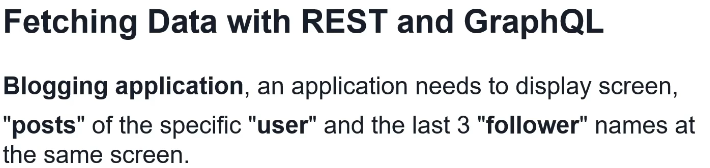 Fetching Data with REST and GraphQL
Blogging application, an application needs to display screen,
"posts" of the specific "user" and the last 3 "follower" names at
the same screen.